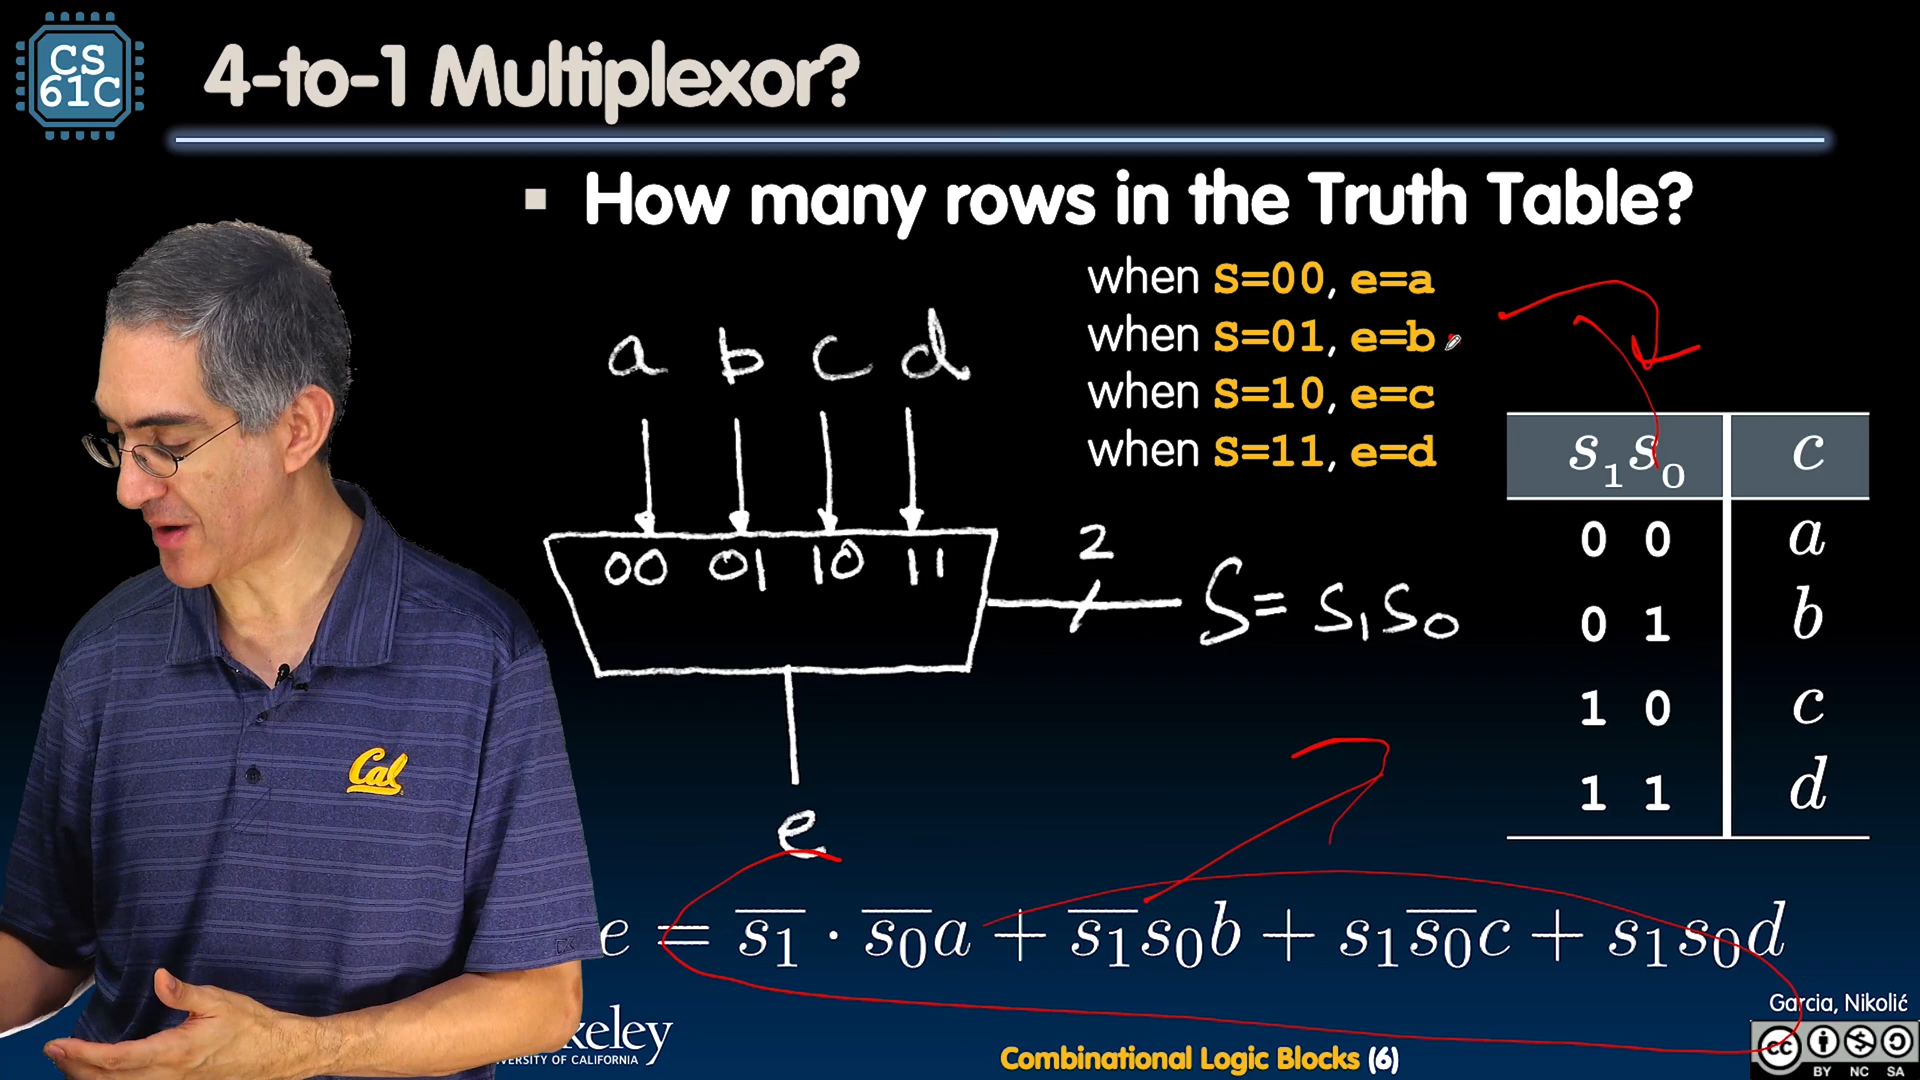 CS
61C
4-to-1 Multiplexor?
How many rows in the Truth Table?
when S=00, e=a
when S=01, e=b
when S=10, e=c
when S=11, e=d
a b c d
00 01 10 11
2
S= s₁s₀
e
s₁s₀ c
0 0 a
0 1 b
1 0 c
1 1 d
e = s̅₁ · s̅₀a + s̅₁s₀b + s₁s̅₀c + s₁s₀d
Cal
keley
VERSITY OF CALIFORNIA
Combinational Logic Blocks (6)
Garcia, Nikolić
cc
BY NC SA